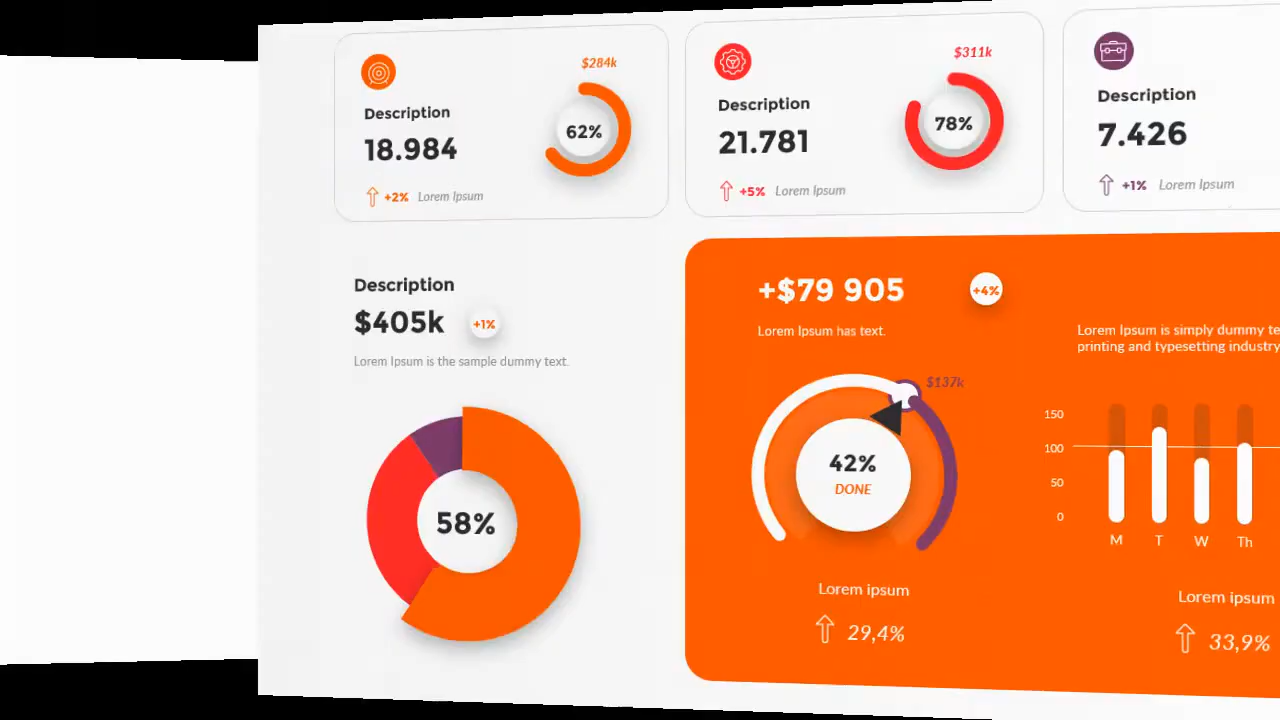 $284k
Description
18.984
62%
+2% Lorem Ipsum
$311k
Description
21.781
78%
+5% Lorem Ipsum
Description
7.426
+1% Lorem Ipsum
Description
$405k +1%
Lorem Ipsum is the sample dummy text.
58%
+$79 905 +4%
Lorem Ipsum has text.
$137k
42%
DONE
Lorem ipsum
29,4%
Lorem Ipsum is simply dummy te
printing and typesetting industry
150
100
50
0
M T W Th
Lorem ipsum
33,9%